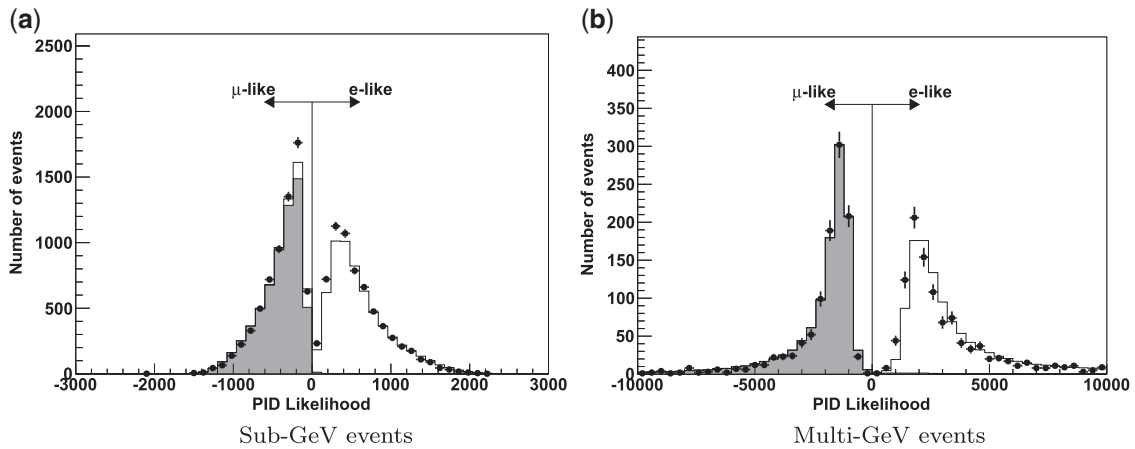 (a)
2500
2000
1500
1000
500
0
-3000
-2000
-1000
0
1000
2000
3000
Number of events
μ-like
e-like
PID Likelihood
Sub-GeV events
(b)
400
350
300
250
200
150
100
50
0
-10000
-5000
0
5000
10000
Number of events
μ-like
e-like
PID Likelihood
Multi-GeV events